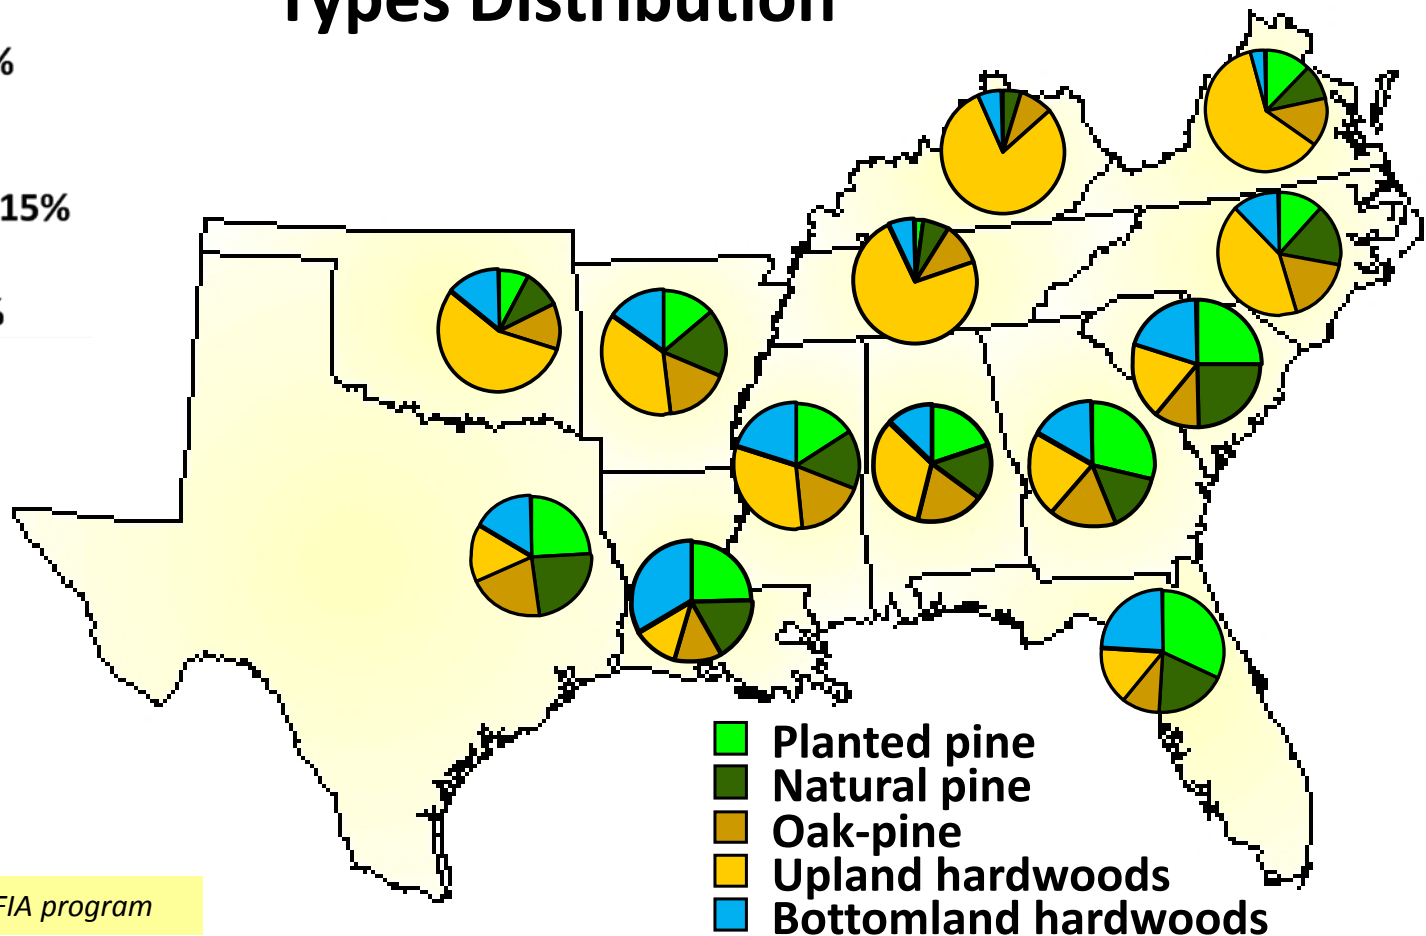 Types Distribution
%
15%
%
Planted pine
Natural pine
Oak-pine
Upland hardwoods
Bottomland hardwoods
FIA program